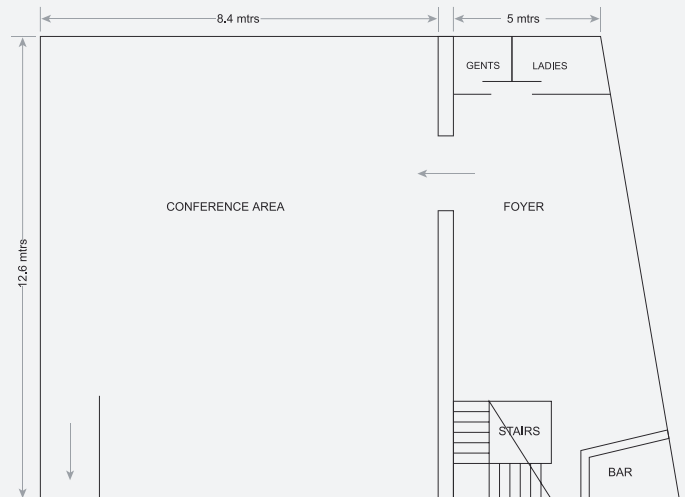 8.4 mtrs
5 mtrs
GENTS
LADIES
CONFERENCE AREA
FOYER
12.6 mtrs
STAIRS
BAR